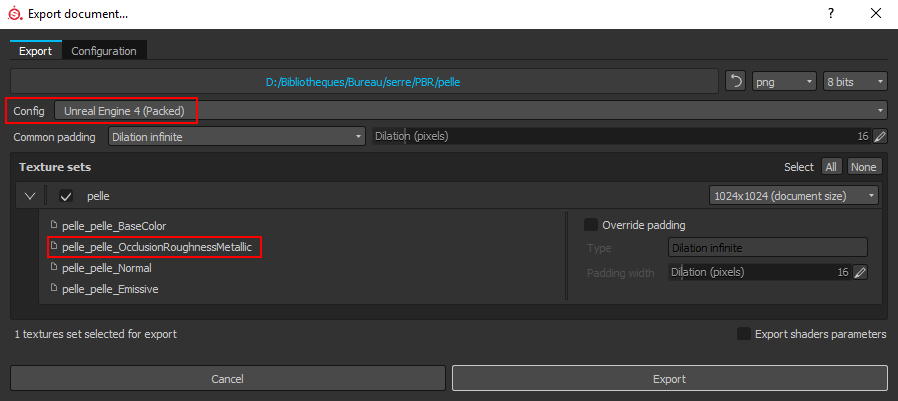 Export document...
?
Export Configuration
D:/Bibliotheques/Bureau/serre/PBR/pelle png 8 bits
Config Unreal Engine 4 (Packed)
Common padding Dilation infinite Dilation (pixels) 16
Texture sets Select All None
pelle 1024x1024 (document size)
pelle_pelle_BaseColor Override padding
pelle_pelle_OcclusionRoughnessMetallic Type Dilation infinite
pelle_pelle_Normal Padding width Dilation (pixels) 16
pelle_pelle_Emissive
1 textures set selected for export Export shaders parameters
Cancel Export